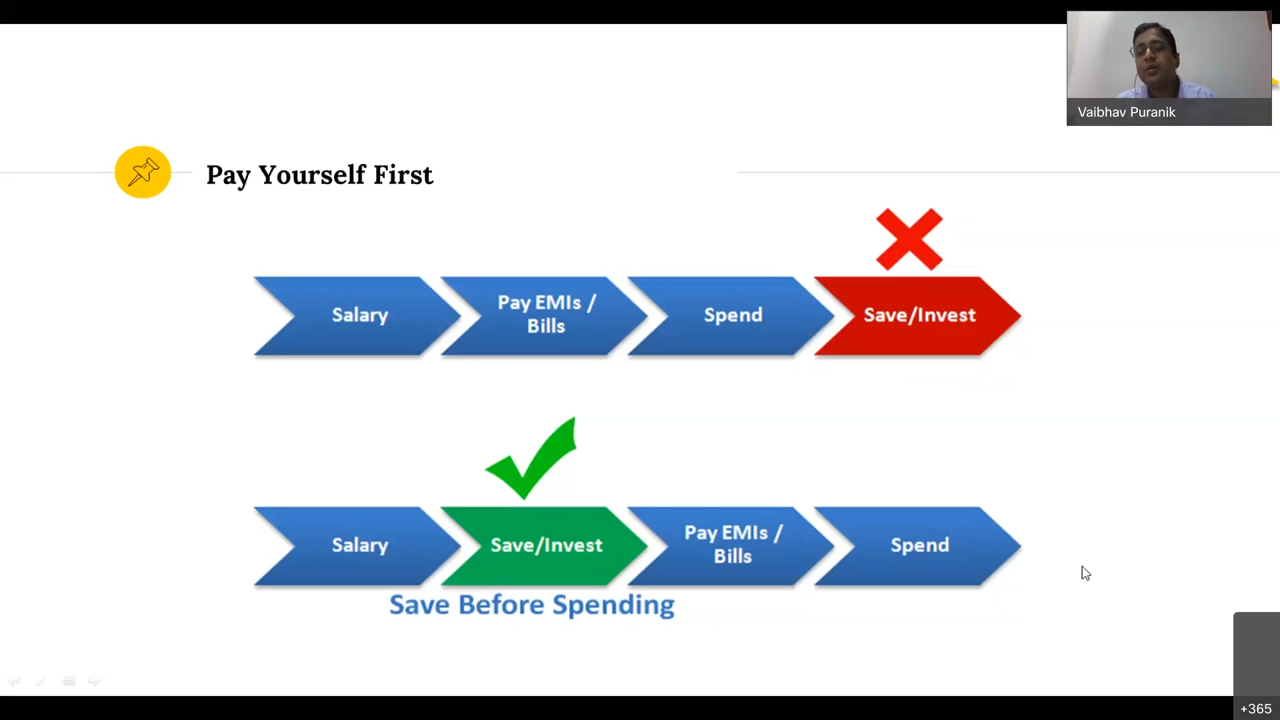 Vaibhav Puranik
Pay Yourself First
Salary
Pay EMIs /
Bills
Spend
Save/Invest
Salary
Save/Invest
Pay EMIs /
Bills
Spend
Save Before Spending
+365